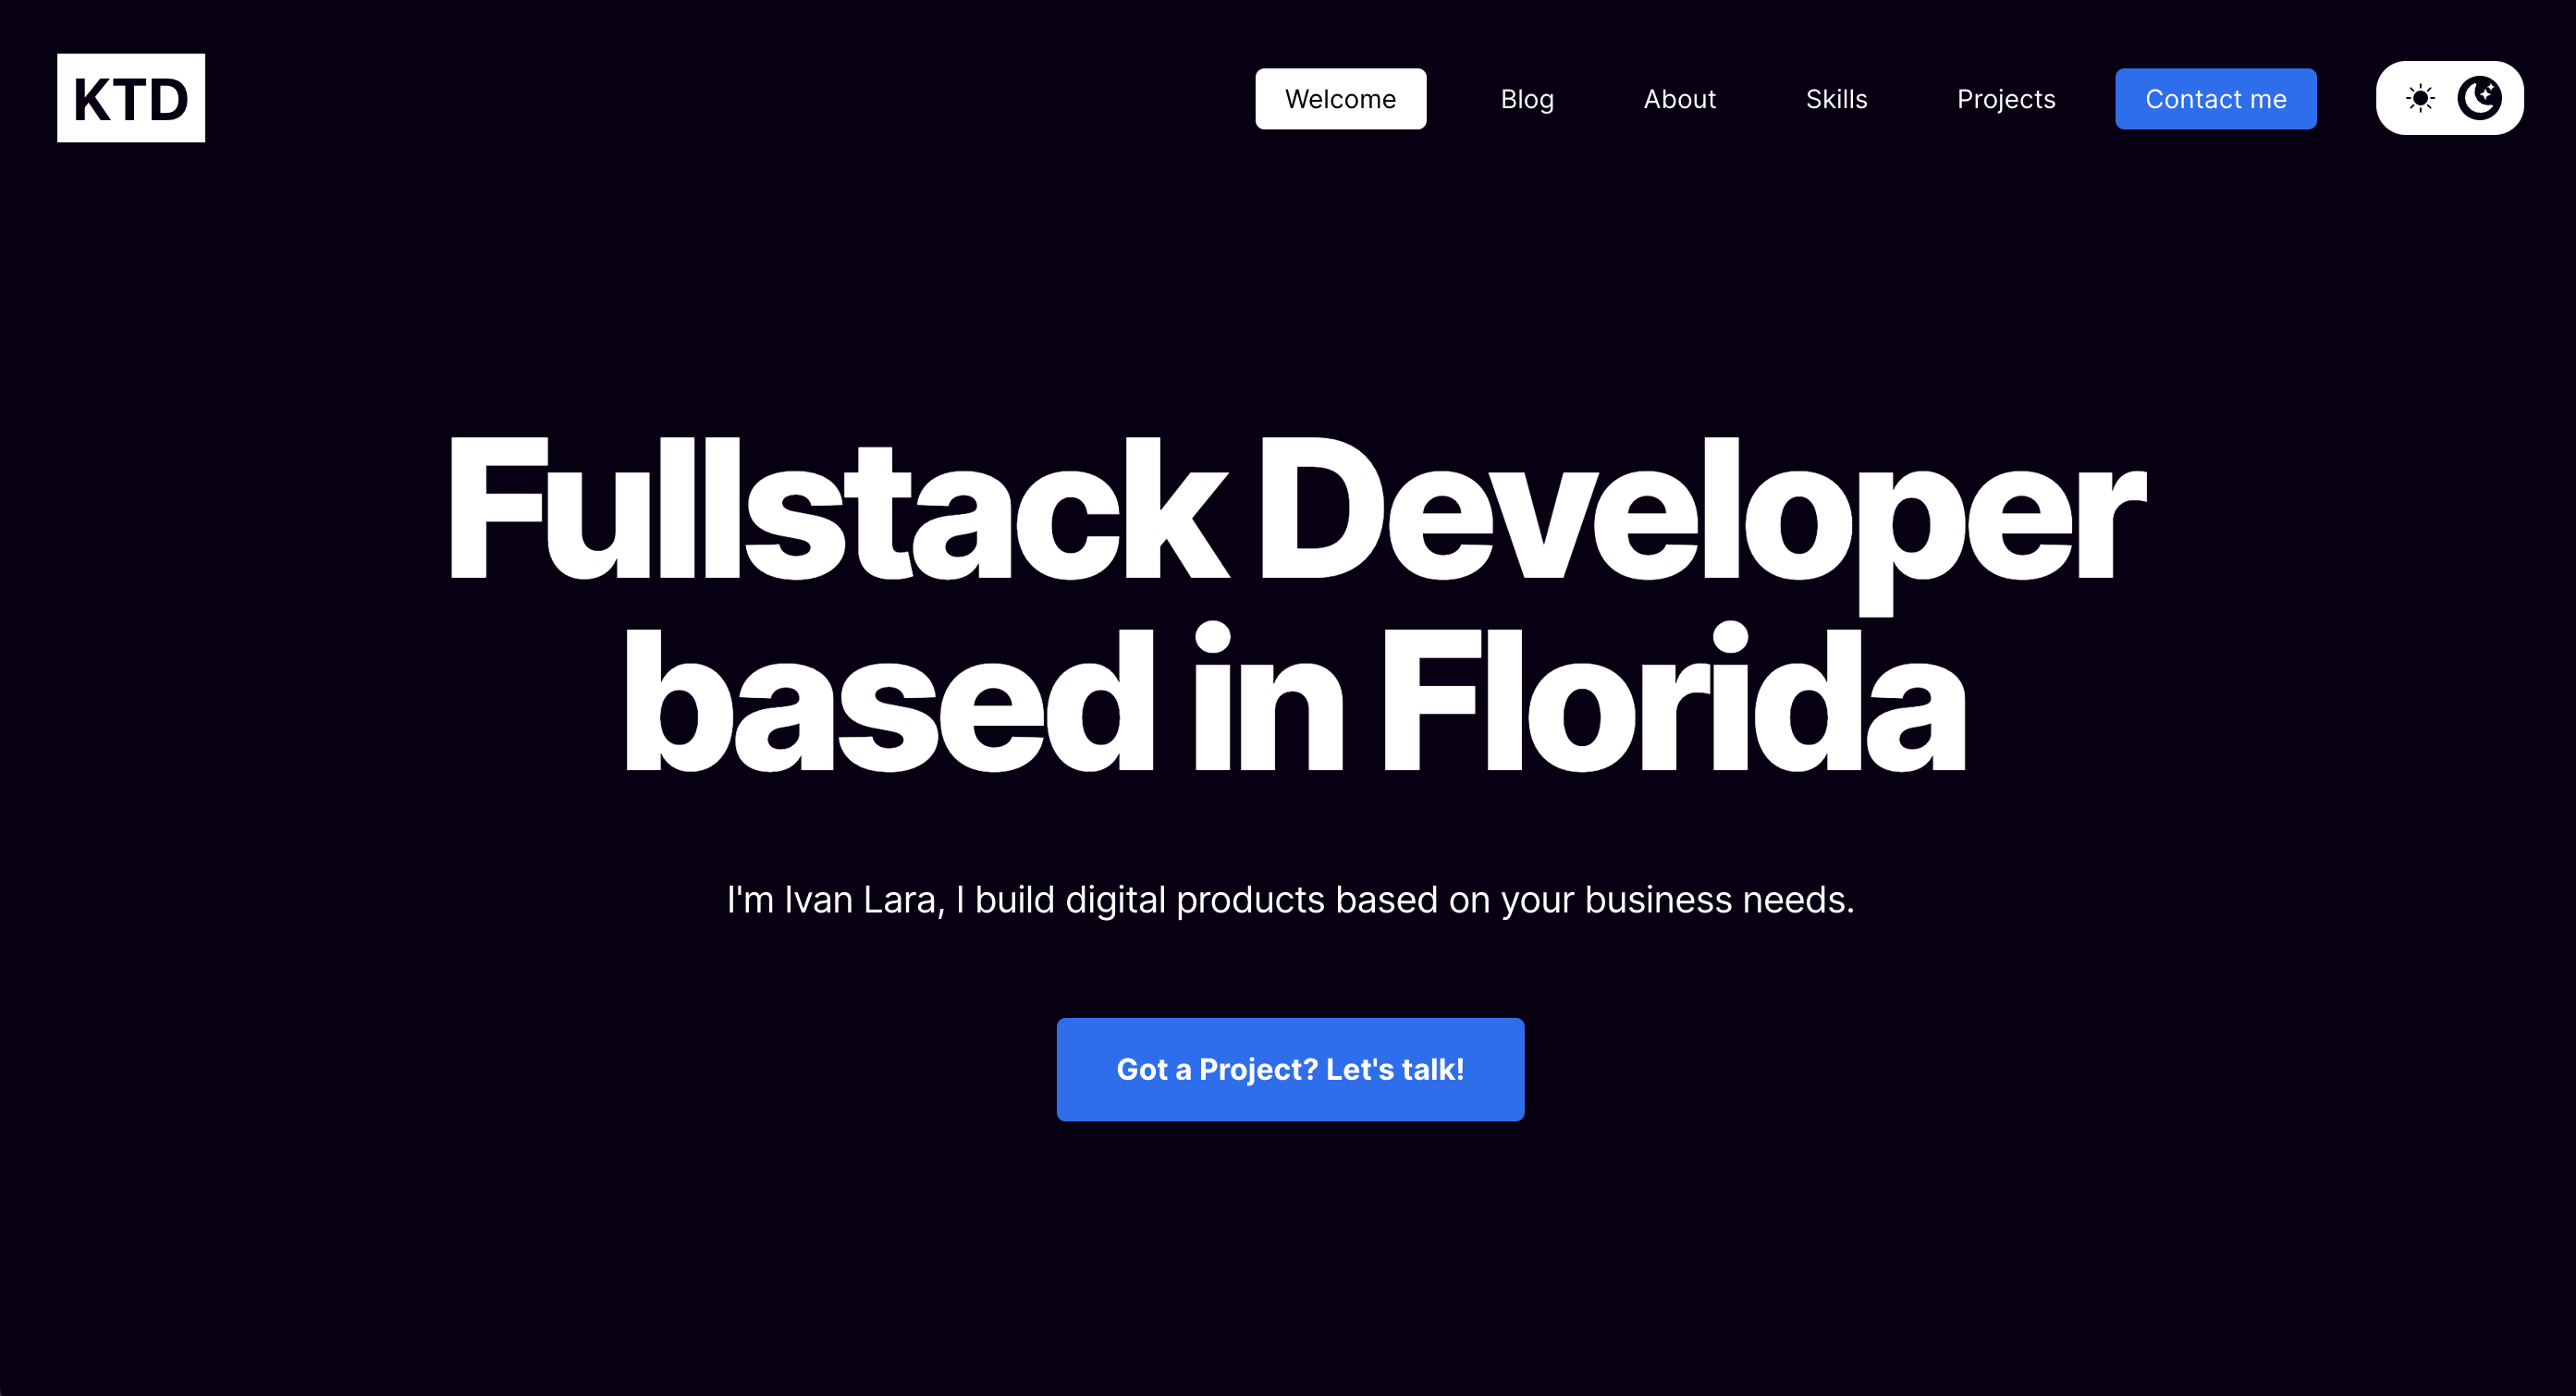 KTD
Welcome
Blog
About
Skills
Projects
Contact me
Fullstack Developer
based in Florida
I'm Ivan Lara, I build digital products based on your business needs.
Got a Project? Let's talk!